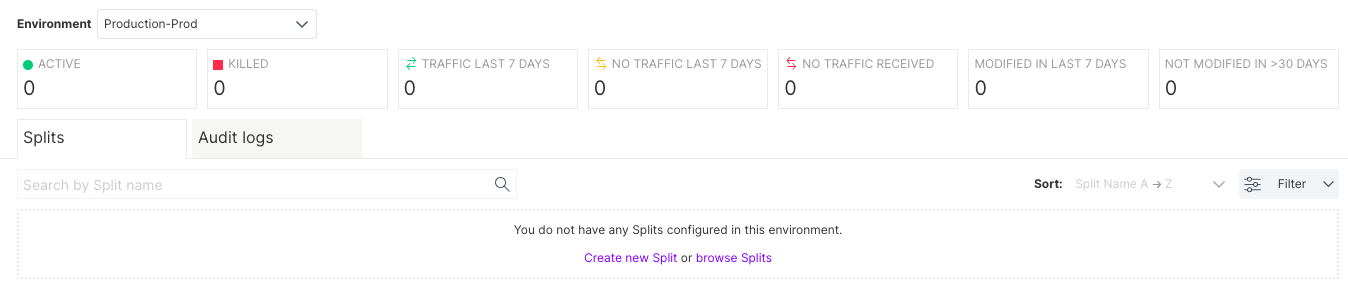 Environment Production-Prod
ACTIVE KILLED TRAFFIC LAST 7 DAYS NO TRAFFIC LAST 7 DAYS NO TRAFFIC RECEIVED MODIFIED IN LAST 7 DAYS NOT MODIFIED IN >30 DAYS
0 0 0 0 0 0 0
Splits Audit logs
Search by Split name Sort: Split Name A → Z Filter
You do not have any Splits configured in this environment.
Create new Split or browse Splits